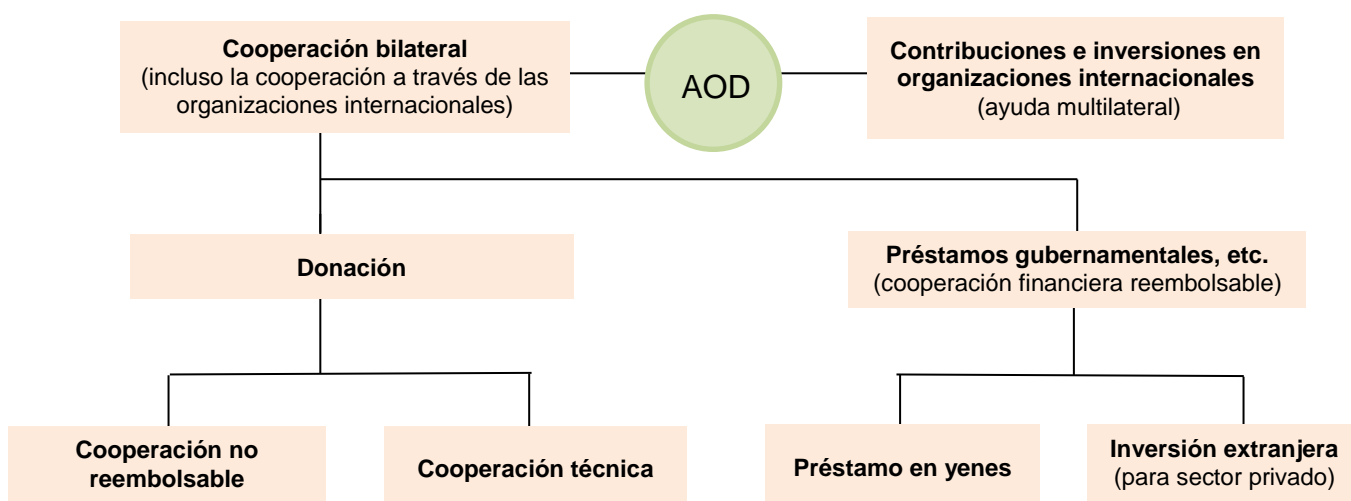 Cooperación bilateral
(incluso la cooperación a través de las
organizaciones internacionales)
AOD
Contribuciones e inversiones en
organizaciones internacionales
(ayuda multilateral)
Donación
Préstamos gubernamentales, etc.
(cooperación financiera reembolsable)
Cooperación no
reembolsable
Cooperación técnica
Préstamo en yenes
Inversión extranjera
(para sector privado)